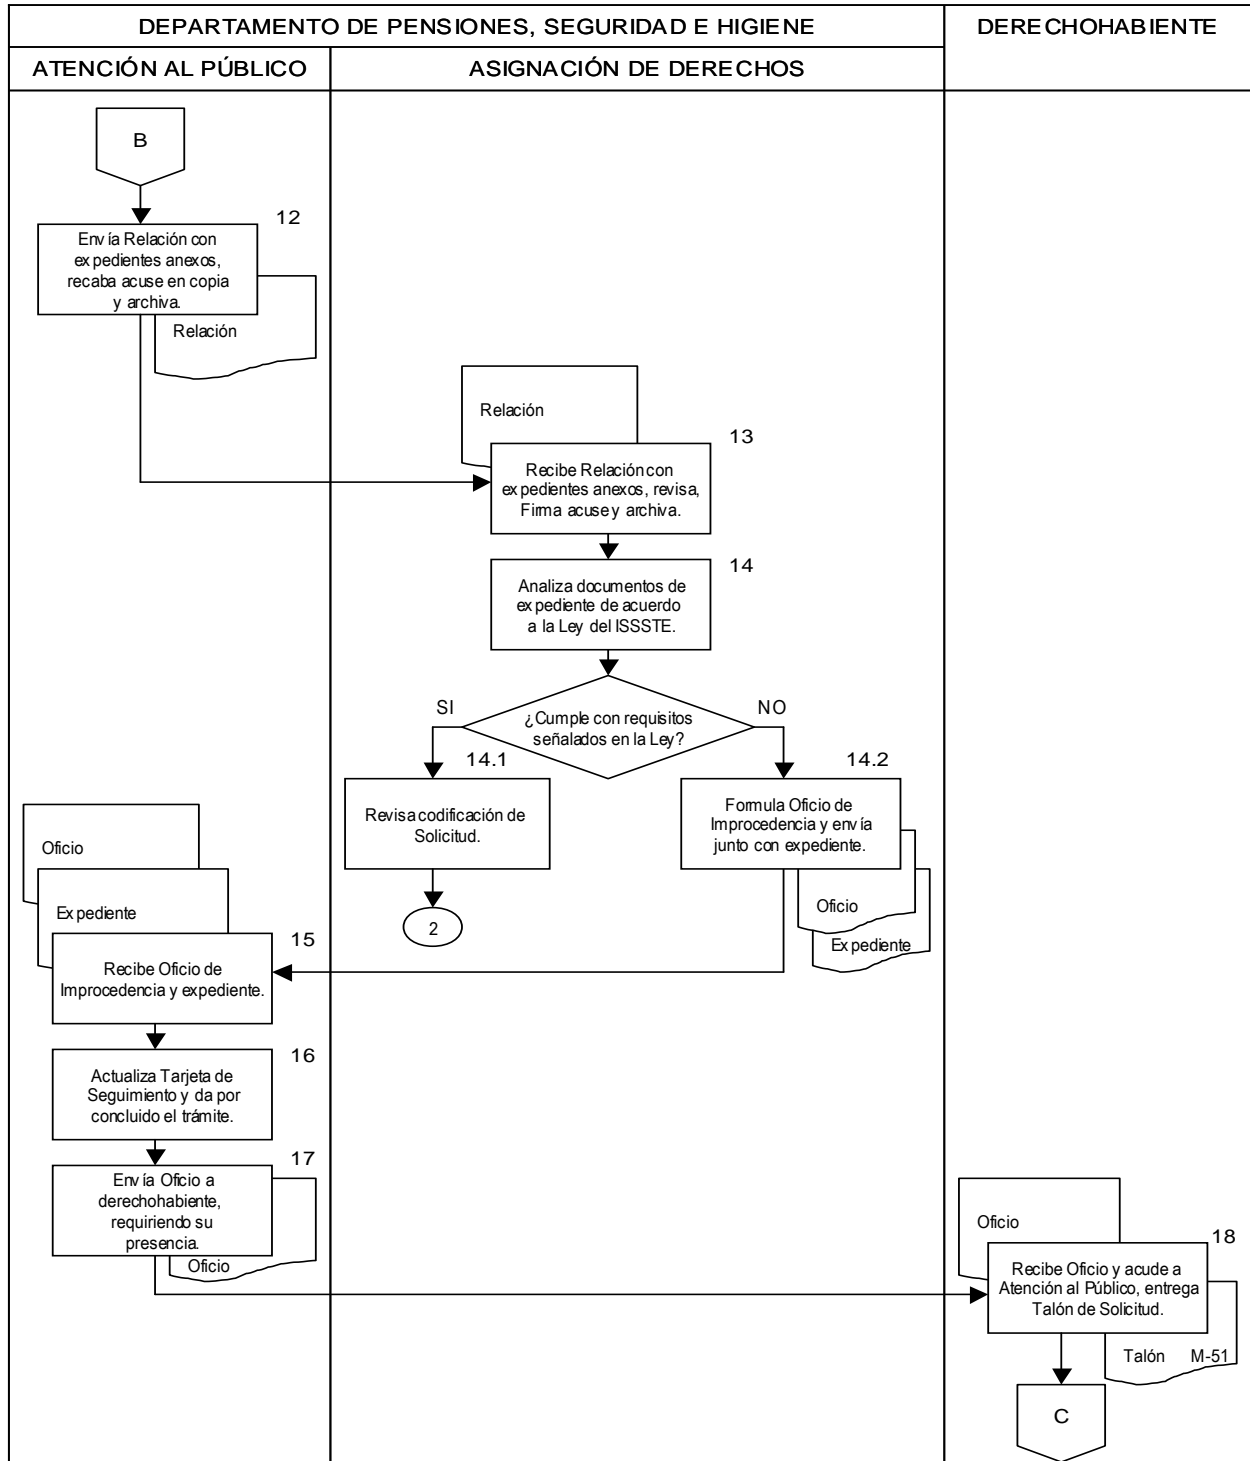 DEPARTAMENTO DE PENSIONES, SEGURIDAD E HIGIENE
DERECHOHABIENTE
ATENCIÓN AL PÚBLICO
ASIGNACIÓN DE DERECHOS
B
12
Envía Relación con
expedientes anexos,
recaba acuse en copia
y archiva.
Relación
Relación
13
Recibe Relación con
expedientes anexos, revisa,
Firma acuse y archiva.
14
Analiza documentos de
expediente de acuerdo
a la Ley del ISSSTE.
SI
¿Cumple con requisitos
señalados en la Ley?
NO
14.1
Revisa codificación de
Solicitud.
2
14.2
Formula Oficio de
Improcedencia y envía
junto con expediente.
Oficio
Expediente
Oficio
Expediente
15
Recibe Oficio de
Improcedencia y expediente.
16
Actualiza Tarjeta de
Seguimiento y da por
concluido el trámite.
17
Envía Oficio a
derechohabiente,
requiriendo su
presencia.
Oficio
Oficio
18
Recibe Oficio y acude a
Atención al Público, entrega
Talón de Solicitud.
Talón M-51
C